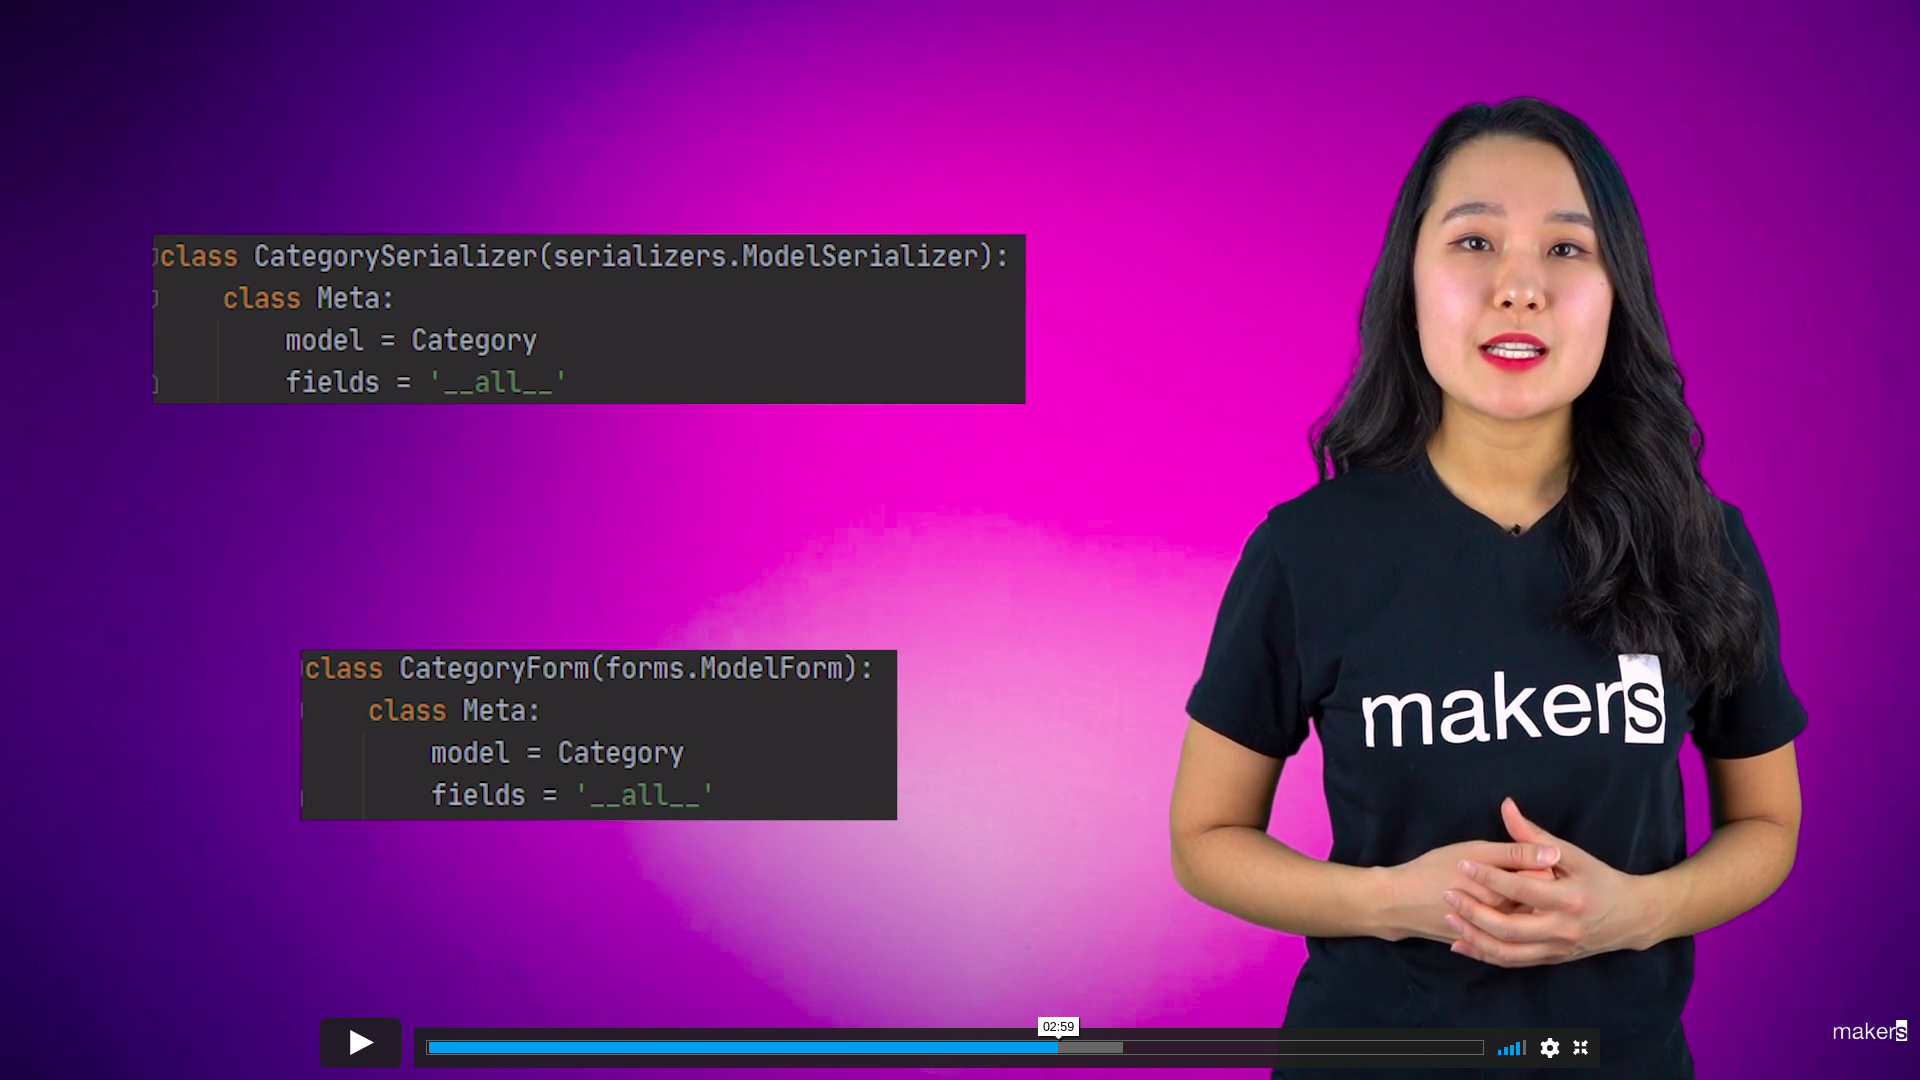 class CategorySerializer(serializers.ModelSerializer):
class Meta:
model = Category
fields = '__all__'
class CategoryForm(forms.ModelForm):
class Meta:
model = Category
fields = '__all__'
makers
02:59
makers